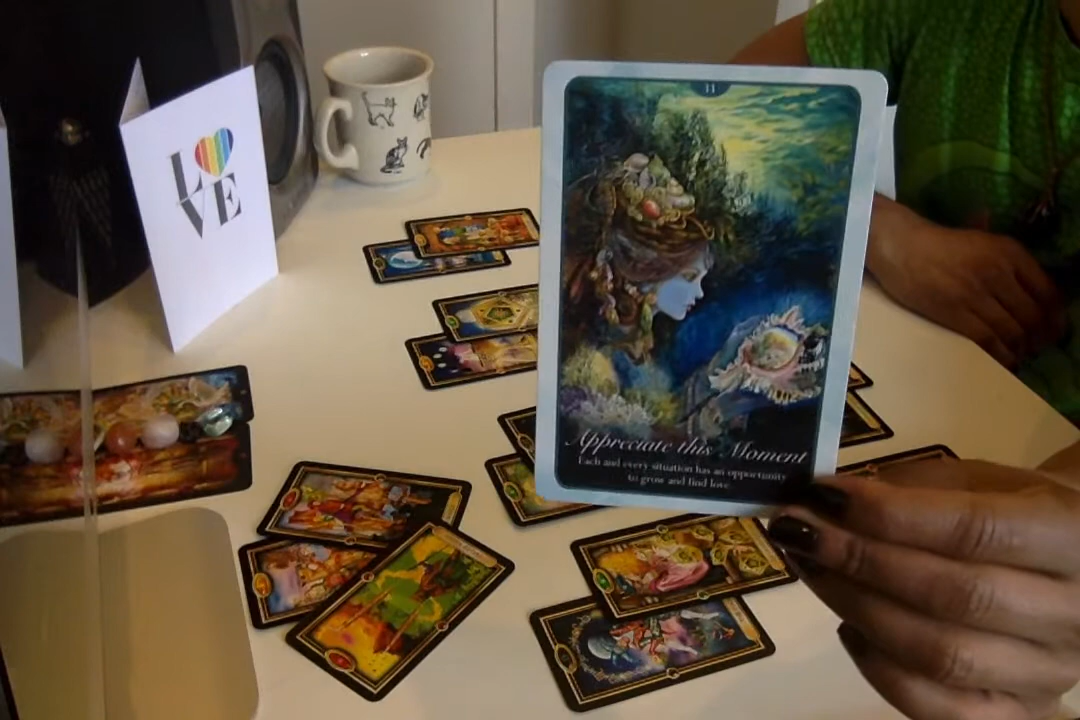 LOVE
11
Appreciate this Moment
Each and every situation has an opportunity
to grow and find love.